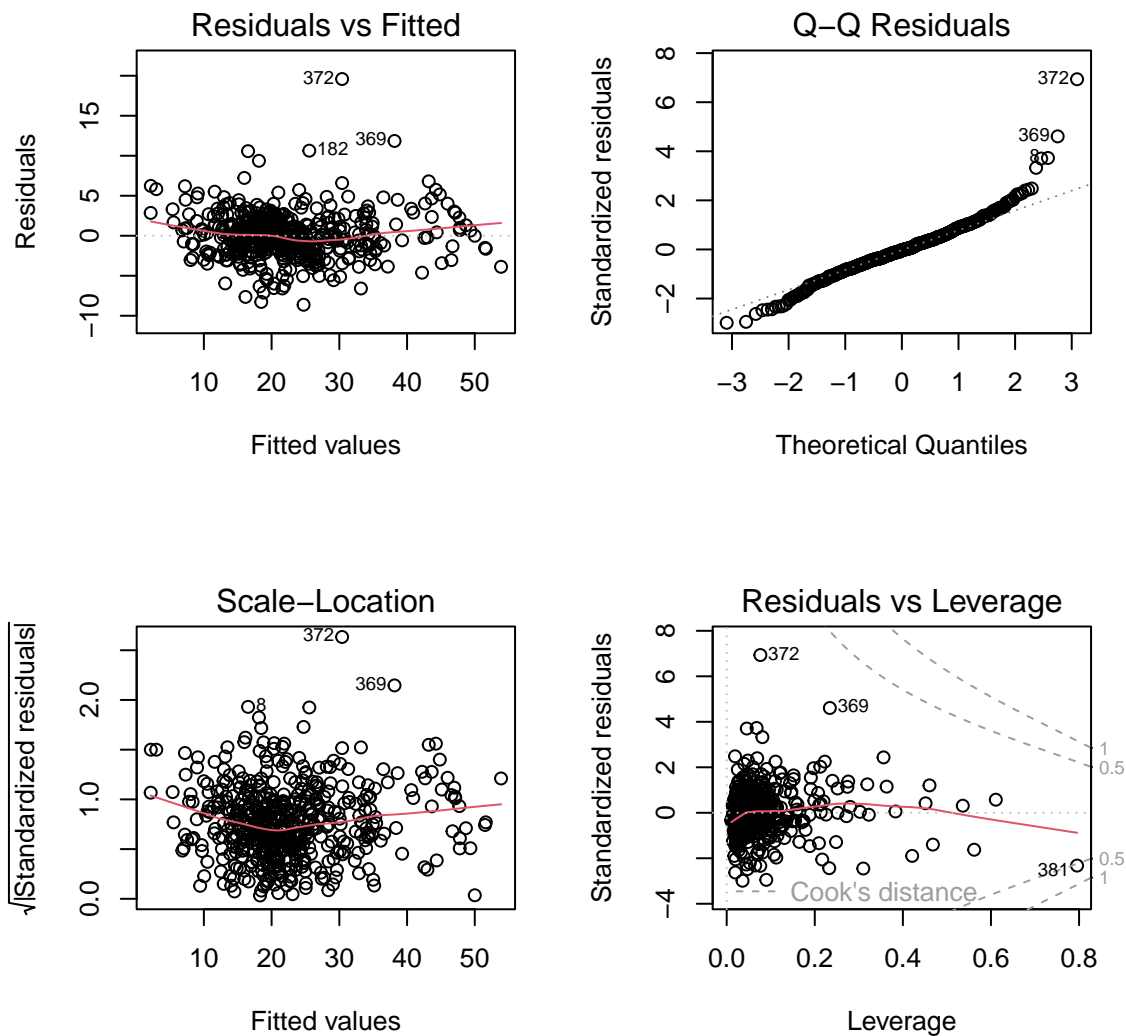 Residuals vs Fitted
Residuals
−10
0
5
15
372
369
182
10 20 30 40 50
Fitted values
Q−Q Residuals
Standardized residuals
−2
0
2
4
6
8
372
369
8
−3 −2 −1 0 1 2 3
Theoretical Quantiles
Scale−Location
√|Standardized residuals|
0.0
1.0
2.0
372
369
8
10 20 30 40 50
Fitted values
Residuals vs Leverage
Standardized residuals
−4
0
2
4
6
8
372
369
381
1
0.5
0.5
1
Cook's distance
0.0 0.2 0.4 0.6 0.8
Leverage